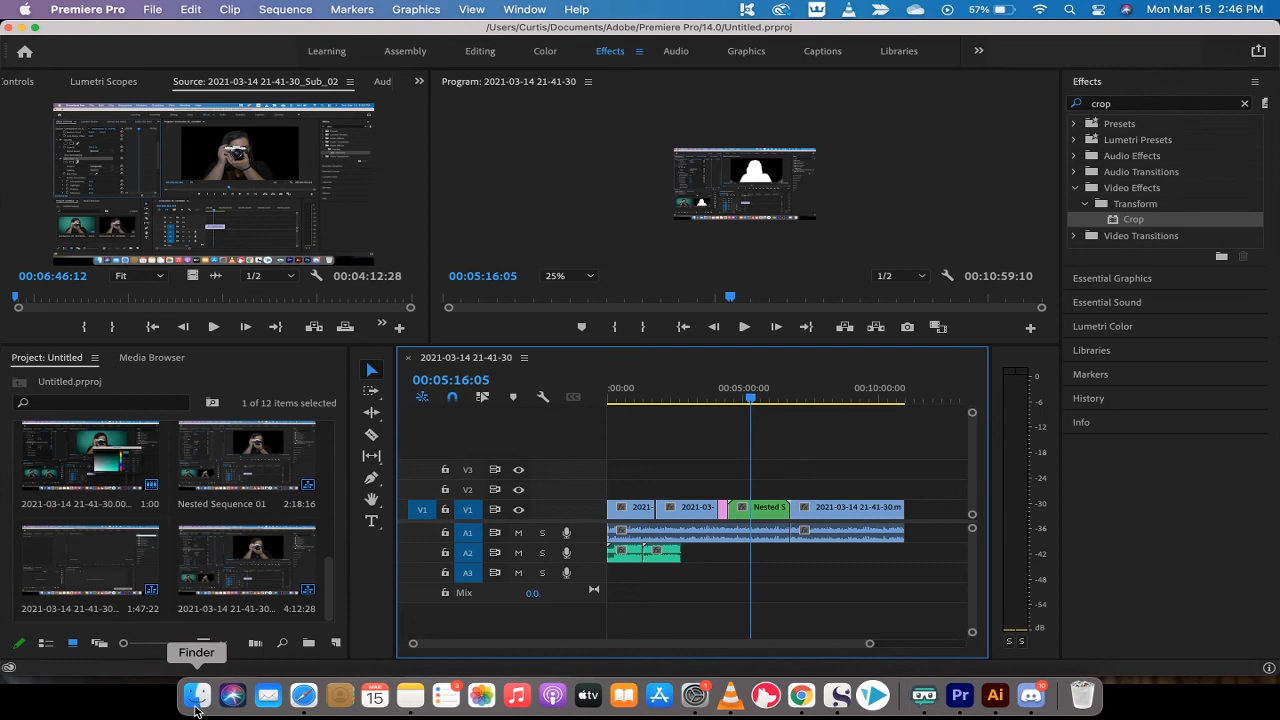 Premiere Pro File Edit Clip Sequence Markers Graphics View Window Help 57% Mon Mar 15 2:46 PM
/Users/Curtis/Documents/Adobe/Premiere Pro/14.0/Untitled.prproj
Learning Assembly Editing Color Effects Audio Graphics Captions Libraries
Controls Lumetri Scopes Source: 2021-03-14 21-41-30_Sub_02 Aud Program: 2021-03-14 21-41-30 Effects
crop
Presets
Lumetri Presets
Audio Effects
Audio Transitions
Video Effects
Transform
Crop
Video Transitions
00:06:46:12 Fit 1/2 00:04:12:28 00:05:16:05 25% 1/2 00:10:59:10
Essential Graphics
Essential Sound
Lumetri Color
Libraries
Markers
History
Info
Project: Untitled Media Browser
Untitled.prproj
1 of 12 items selected
2021-03-14 21-41-30.00... 1:00 Nested Sequence 01 2:18:16
2021-03-14 21-41-30... 1:47:22 2021-03-14 21-41-30... 4:12:28
2021-03-14 21-41-30
00:05:16:05
:00:00 00:05:00:00 00:10:00:00
V3
V2
V1 V1 2021- 2021-03- Nested S 2021-03-14 21-41-30.m
A1 M S
A2 M S
A3 M S
Mix 0.0
0
-6
-12
-18
-24
-30
-36
-42
-48
-54
dB
S S
Finder
MAR
15
3
1
10
Pr
Ai